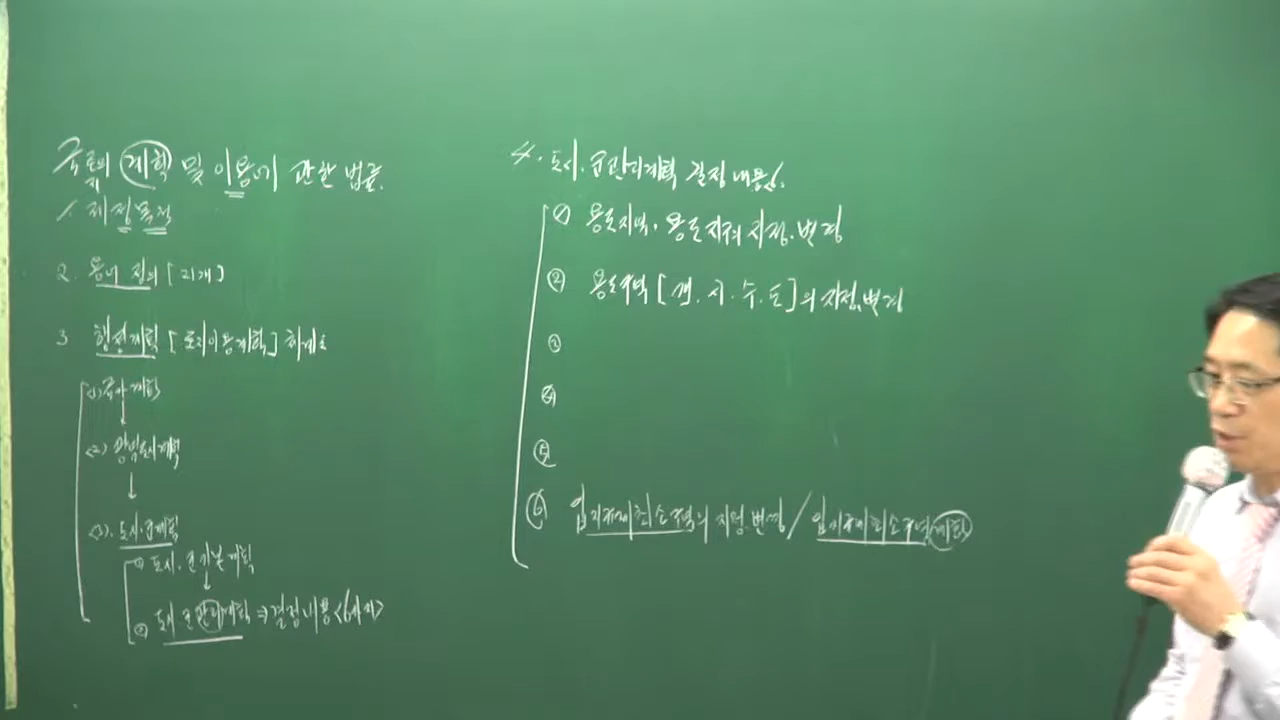 국토의 계획 및 이용에 관한 법률.
지
1. 제정목적
2. 용어 정의 [21개]
3 행정계획 [토지이용계획] 체계도
(1) 국가계획
↓
(2) 광역도시계획
↓
(3). 도시.군계획
① 도시.군기본계획
↓
② 도시 군관리계획 ⇒ 결정내용 <6가지>
4. 도시.군관리계획 결정내용
① 용도지역.용도지구의 지정.변경
② 용도구역 [개.시.수.도]의 지정.변경
③
④
⑤
⑥ 입지규제최소구역의 지정.변경 / 입지규제최소구역계획